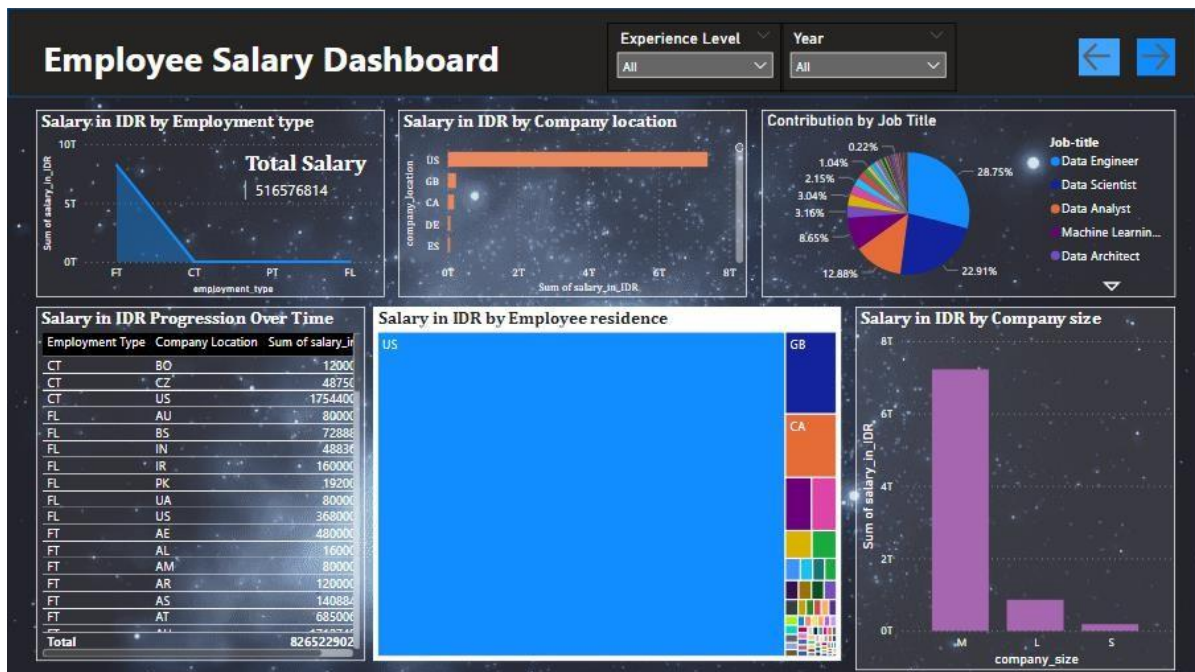 Employee Salary Dashboard
Experience Level
All
Year
All
Salary in IDR by Employment type
Sum of salary_in_IDR
10T
5T
0T
FT CT PT FL
employment_type
Total Salary
516576814
Salary in IDR by Company location
company_location
US
GB
CA
DE
ES
0T 2T 4T 6T 8T
Sum of salary_in_IDR
Contribution by Job Title
0.22%
1.04%
2.15%
3.04%
3.16%
8.65%
12.88%
22.91%
28.75%
Job-title
Data Engineer
Data Scientist
Data Analyst
Machine Learnin...
Data Architect
Salary in IDR Progression Over Time
Employment Type Company Location Sum of salary_ir
CT BO 12000
CT CZ 48750
CT US 1754400
FL AU 80000
FL BS 72888
FL IN 48836
FL IR 160000
FL PK 19200
FL UA 80000
FL US 368000
FT AE 480000
FT AL 16000
FT AM 80000
FT AR 120000
FT AS 140884
FT AT 685006
Total 826522902
Salary in IDR by Employee residence
US
GB
CA
Salary in IDR by Company size
Sum of salary_in_IDR
8T
6T
4T
2T
0T
M L S
company_size